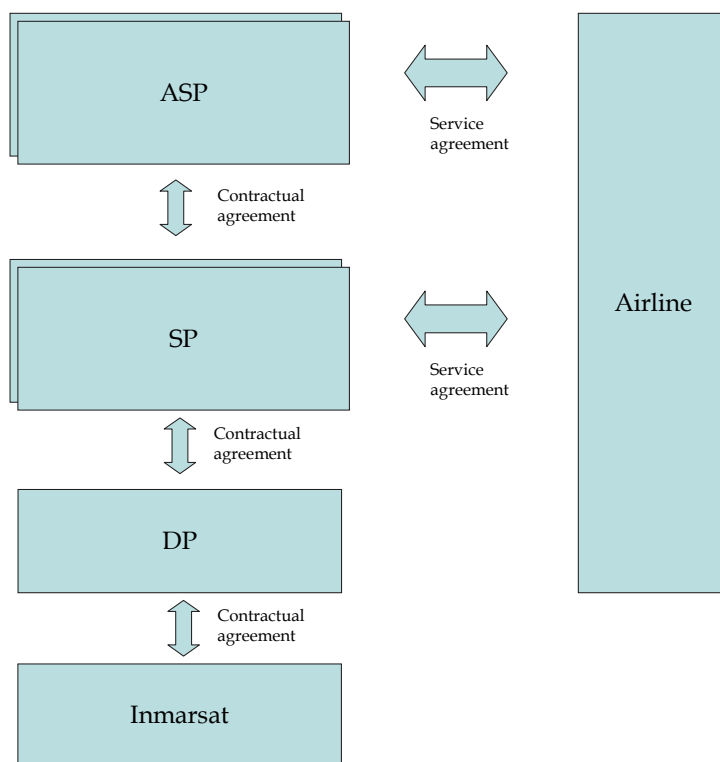 ASP
Service
agreement
Contractual
agreement
SP
Airline
Service
agreement
Contractual
agreement
DP
Contractual
agreement
Inmarsat